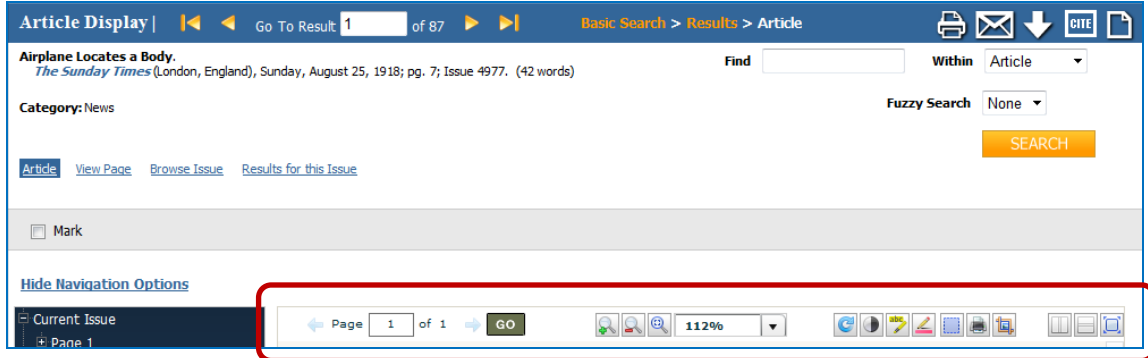 Article Display | Go To Result 1 of 87 Basic Search > Results > Article CITE
Airplane Locates a Body. Find Within Article
The Sunday Times (London, England), Sunday, August 25, 1918; pg. 7; Issue 4977. (42 words)
Category: News Fuzzy Search None
SEARCH
Article View Page Browse Issue Results for this Issue
Mark
Hide Navigation Options
Current Issue Page 1 of 1 GO 112% abc
Page 1